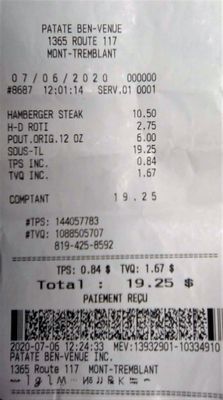 PATATE BEN-VENUE
1365 ROUTE 117
MONT-TREMBLANT
07/06/2020 000000
#8687 12:01:14 SERV.01 0001
HAMBERGER STEAK 10.50
H-D ROTI 2.75
POUT.ORIG.12 OZ 6.00
SOUS-TL 19.25
TPS INC. 0.84
TVQ INC. 1.67
COMPTANT 19.25
#TPS: 144057783
#TVQ: 1088505707
819-425-8592
TPS: 0.84 $ TVQ: 1.67 $
Total : 19.25 $
PAIEMENT REÇU
2020-07-06 12:24:33 MEV:13932901-10334910
PATATE BEN-VENUE INC.
1365 ROUTE 117 MONT-TREMBLANT